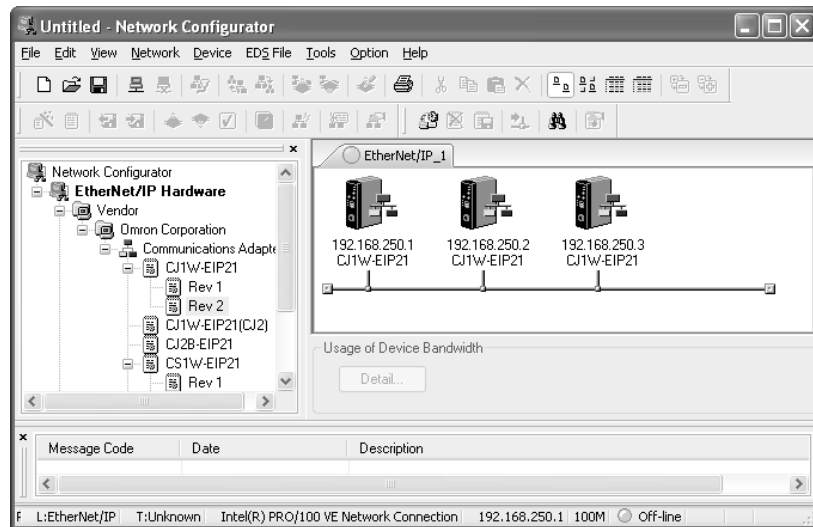 Untitled - Network Configurator
File Edit View Network Device EDS File Tools Option Help
EtherNet/IP_1
Network Configurator
EtherNet/IP Hardware
Vendor
Omron Corporation
Communications Adapte
CJ1W-EIP21
Rev 1
Rev 2
CJ1W-EIP21(CJ2)
CJ2B-EIP21
CS1W-EIP21
Rev 1
192.168.250.1 192.168.250.2 192.168.250.3
CJ1W-EIP21 CJ1W-EIP21 CJ1W-EIP21
Usage of Device Bandwidth
Detail...
Message Code Date Description
L:EtherNet/IP T:Unknown Intel(R) PRO/100 VE Network Connection 192.168.250.1 100M Off-line